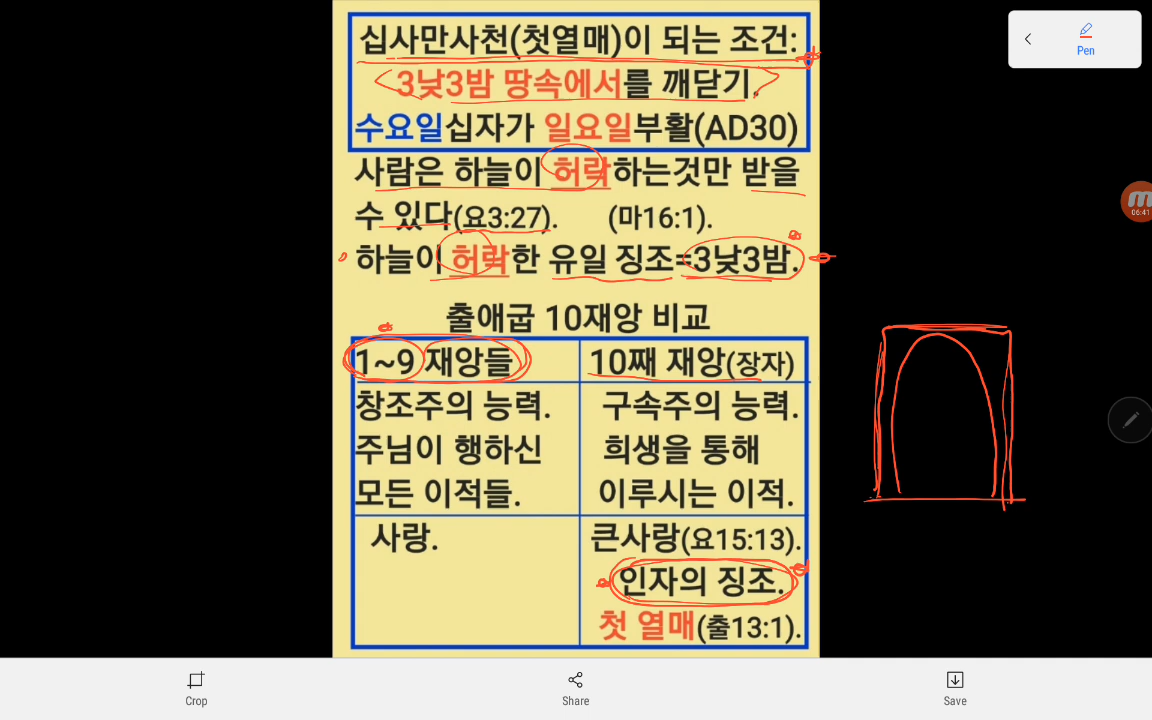 십사만사천(첫열매)이 되는 조건:
3낮3밤 땅속에서를 깨닫기.
수요일십자가 일요일부활(AD30)
사람은 하늘이 허락하는것만 받을
수 있다(요3:27). (마16:1).
하늘이 허락한 유일 징조=3낮3밤.
출애굽 10재앙 비교
1~9 재앙들 10째 재앙(장자)
창조주의 능력. 구속주의 능력.
주님이 행하신 희생을 통해
모든 이적들. 이루시는 이적.
사랑. 큰사랑(요15:13).
인자의 징조.
첫 열매(출13:1).
Pen
06:41
Crop Share Save